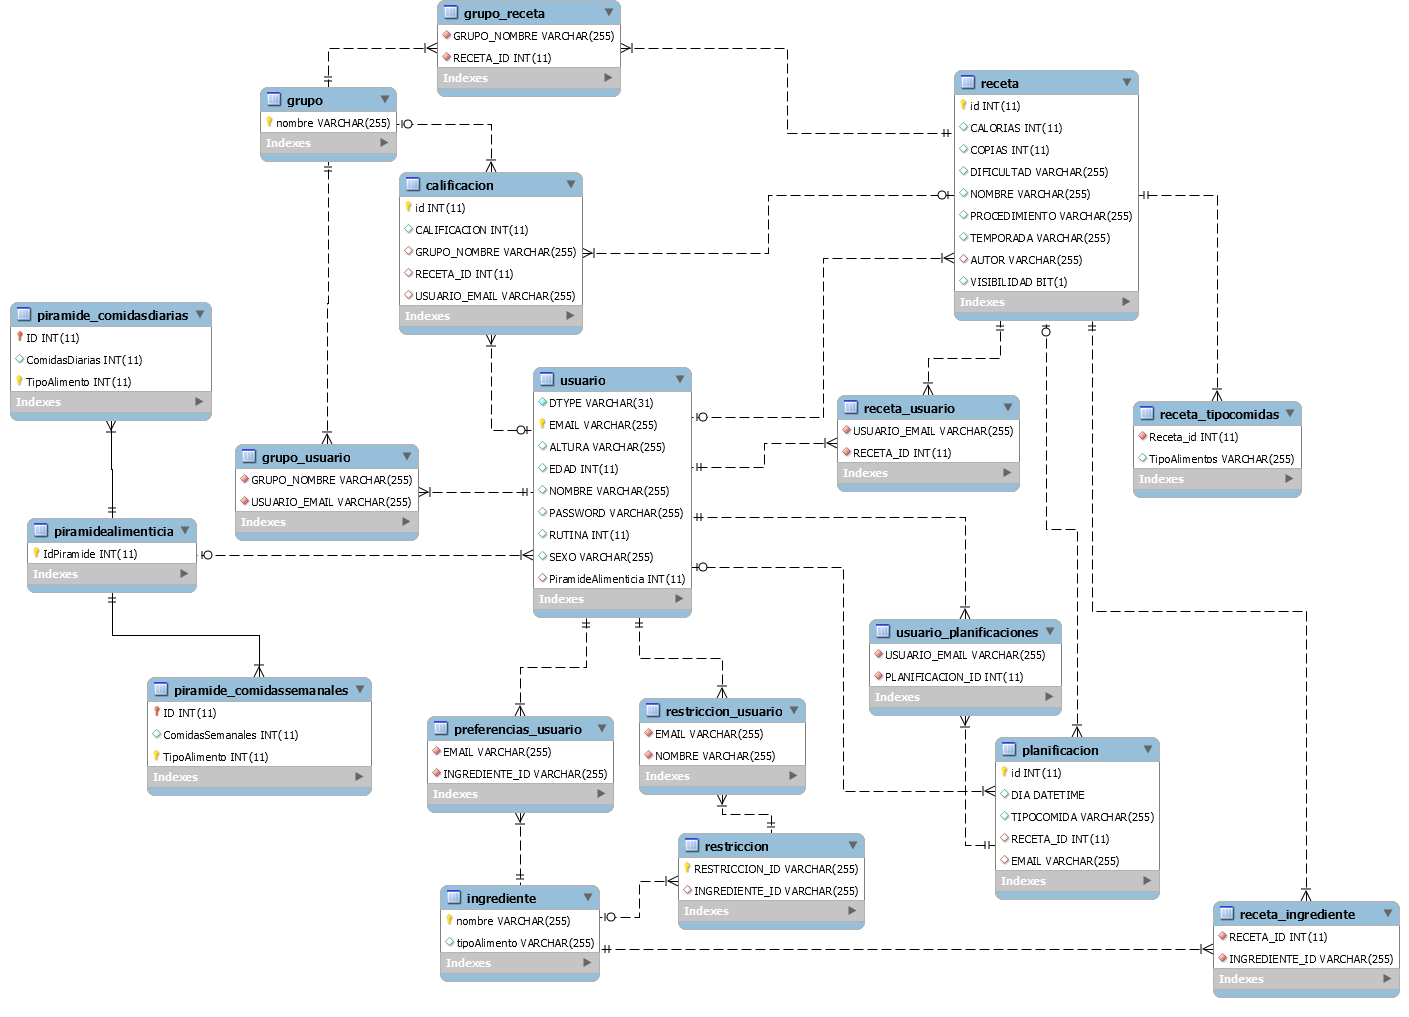 grupo_receta
GRUPO_NOMBRE VARCHAR(255)
RECETA_ID INT(11)
Indexes
grupo
nombre VARCHAR(255)
Indexes
receta
id INT(11)
CALORIAS INT(11)
COPIAS INT(11)
DIFICULTAD VARCHAR(255)
NOMBRE VARCHAR(255)
PROCEDIMIENTO VARCHAR(255)
TEMPORADA VARCHAR(255)
AUTOR VARCHAR(255)
VISIBILIDAD BIT(1)
Indexes
calificacion
id INT(11)
CALIFICACION INT(11)
GRUPO_NOMBRE VARCHAR(255)
RECETA_ID INT(11)
USUARIO_EMAIL VARCHAR(255)
Indexes
piramide_comidasdiarias
ID INT(11)
ComidasDiarias INT(11)
TipoAlimento INT(11)
Indexes
usuario
DTYPE VARCHAR(31)
EMAIL VARCHAR(255)
ALTURA VARCHAR(255)
EDAD INT(11)
NOMBRE VARCHAR(255)
PASSWORD VARCHAR(255)
RUTINA INT(11)
SEXO VARCHAR(255)
PiramideAlimenticia INT(11)
Indexes
receta_usuario
USUARIO_EMAIL VARCHAR(255)
RECETA_ID INT(11)
Indexes
receta_tipocomidas
Receta_id INT(11)
TipoAlimentos VARCHAR(255)
Indexes
grupo_usuario
GRUPO_NOMBRE VARCHAR(255)
USUARIO_EMAIL VARCHAR(255)
Indexes
piramidealimenticia
IdPiramide INT(11)
Indexes
usuario_planificaciones
USUARIO_EMAIL VARCHAR(255)
PLANIFICACION_ID INT(11)
Indexes
piramide_comidassemanales
ID INT(11)
ComidasSemanales INT(11)
TipoAlimento INT(11)
Indexes
restriccion_usuario
EMAIL VARCHAR(255)
NOMBRE VARCHAR(255)
Indexes
preferencias_usuario
EMAIL VARCHAR(255)
INGREDIENTE_ID VARCHAR(255)
Indexes
planificacion
id INT(11)
DIA DATETIME
TIPOCOMIDA VARCHAR(255)
RECETA_ID INT(11)
EMAIL VARCHAR(255)
Indexes
restriccion
RESTRICCION_ID VARCHAR(255)
INGREDIENTE_ID VARCHAR(255)
Indexes
ingrediente
nombre VARCHAR(255)
tipoAlimento VARCHAR(255)
Indexes
receta_ingrediente
RECETA_ID INT(11)
INGREDIENTE_ID VARCHAR(255)
Indexes